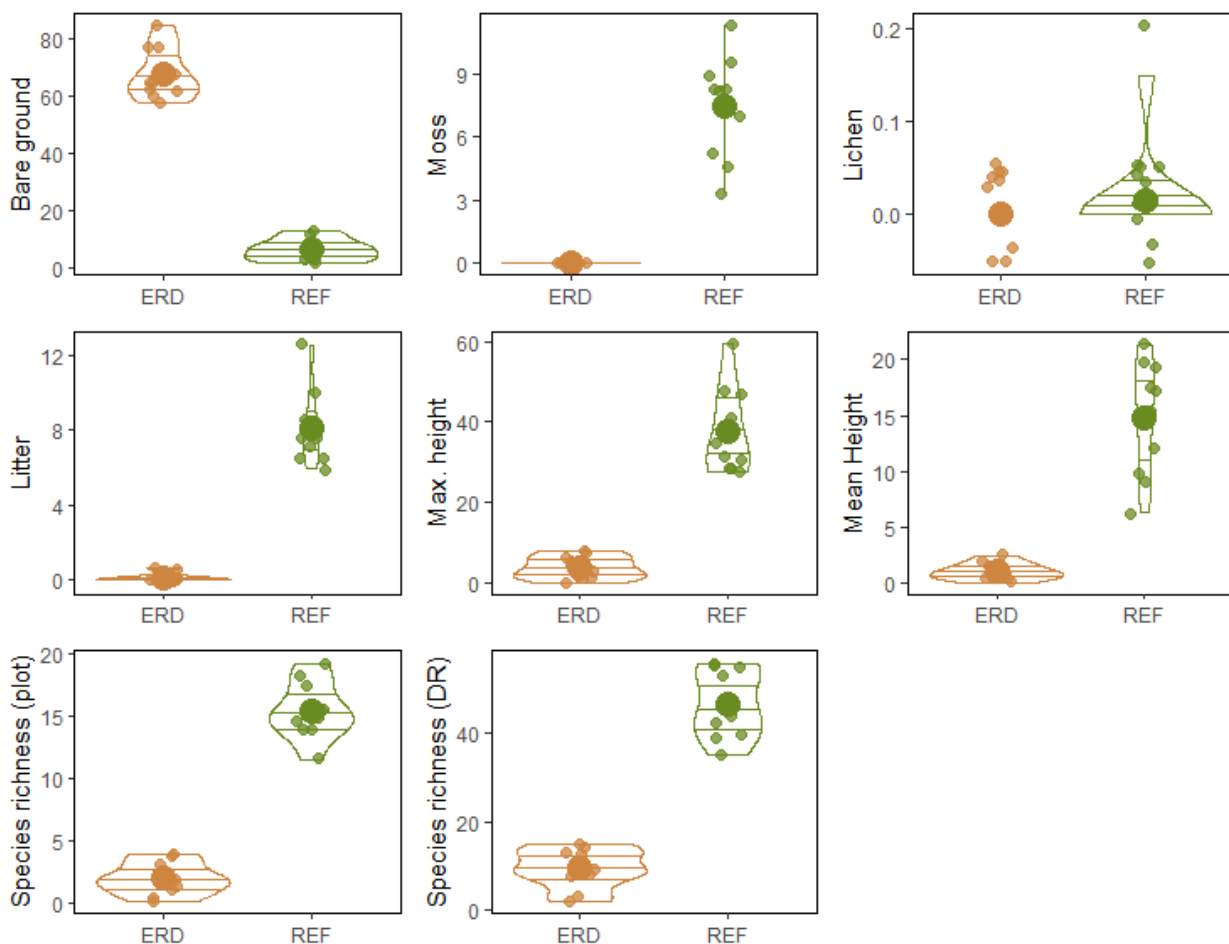 Bare ground
80
60
40
20
0
ERD REF
Moss
9
6
3
0
ERD REF
Lichen
0.2
0.1
0.0
ERD REF
Litter
12
8
4
0
ERD REF
Max. height
60
40
20
0
ERD REF
Mean Height
20
15
10
5
0
ERD REF
Species richness (plot)
20
15
10
5
0
ERD REF
Species richness (DR)
40
20
0
ERD REF